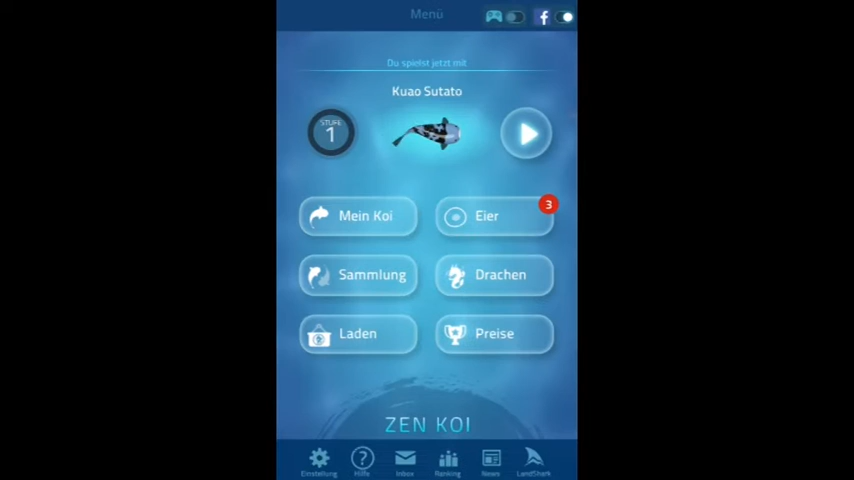 Menü
f
Du spielst jetzt mit
Kuao Sutato
STUFE
1
Mein Koi
Eier
3
Sammlung
Drachen
Laden
Preise
ZEN KOI
Einstellung
?
Hilfe
Inbox
Ranking
News
LandShark